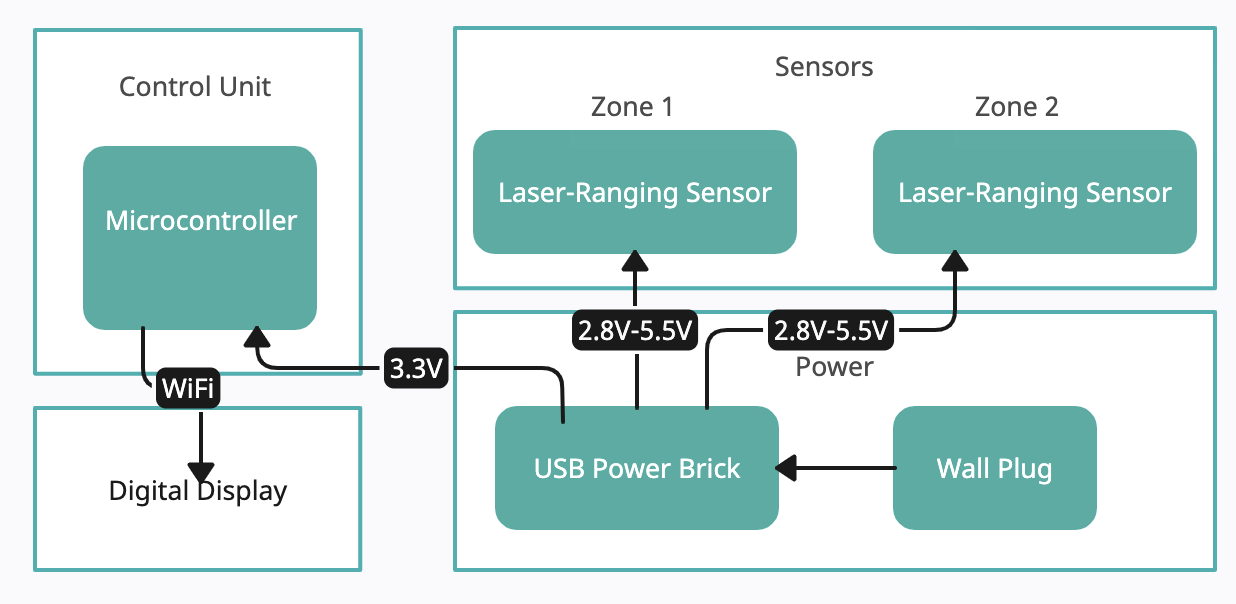 Control Unit
Microcontroller
Sensors
Zone 1
Zone 2
Laser-Ranging Sensor
Laser-Ranging Sensor
2.8V-5.5V
2.8V-5.5V
3.3V
WiFi
Power
USB Power Brick
Wall Plug
Digital Display